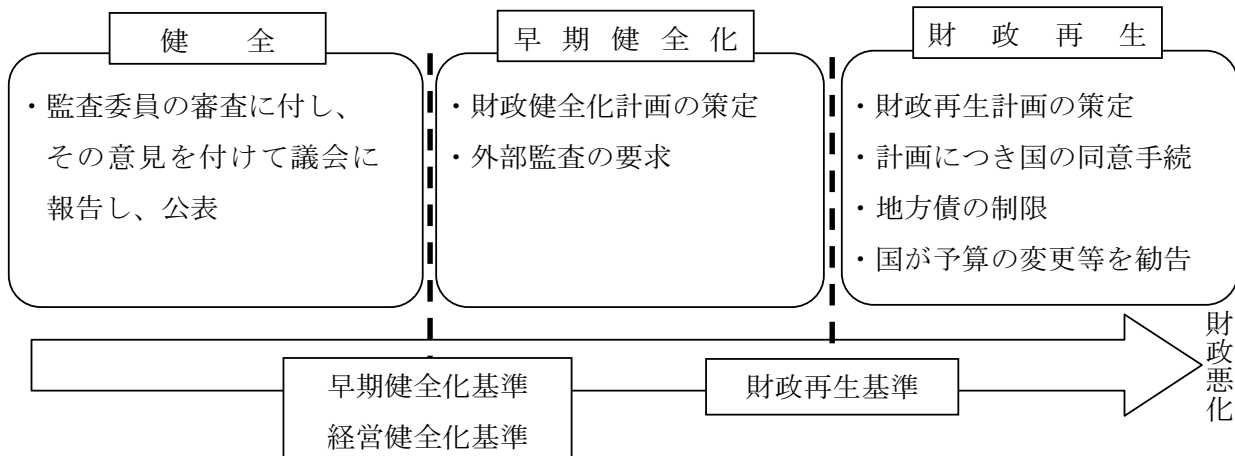 健全
・監査委員の審査に付し、
その意見を付けて議会に
報告し、公表
早期健全化
・財政健全化計画の策定
・外部監査の要求
財政再生
・財政再生計画の策定
・計画につき国の同意手続
・地方債の制限
・国が予算の変更等を勧告
早期健全化基準
経営健全化基準
財政再生基準
財政悪化